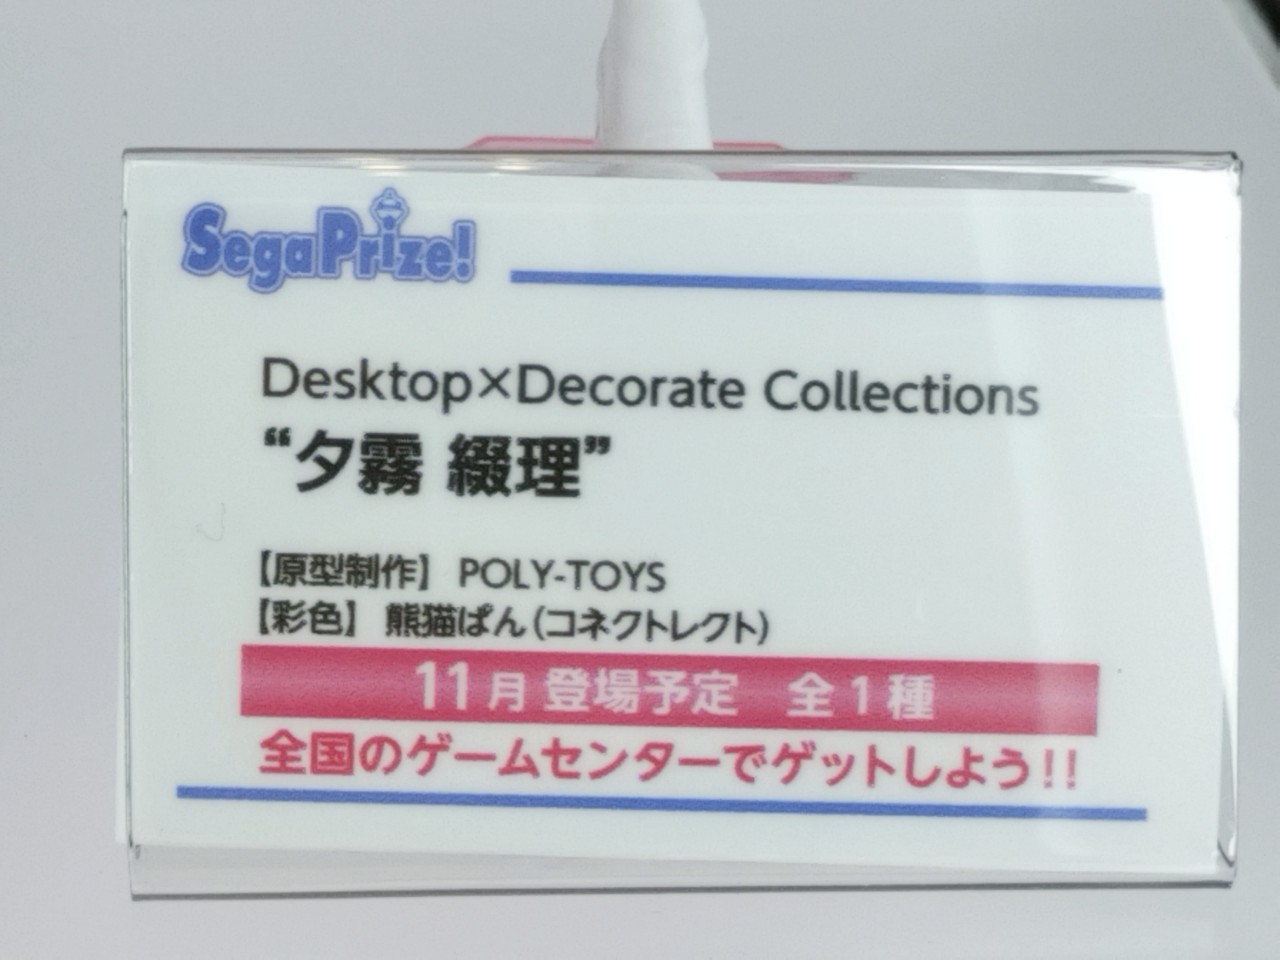 SegaPrize!
Desktop×Decorate Collections
“夕霧 綴理”
【原型制作】 POLY-TOYS
【彩色】 熊猫ぱん(コネクトレクト)
11月 登場予定 全1種
全国のゲームセンターでゲットしよう!!